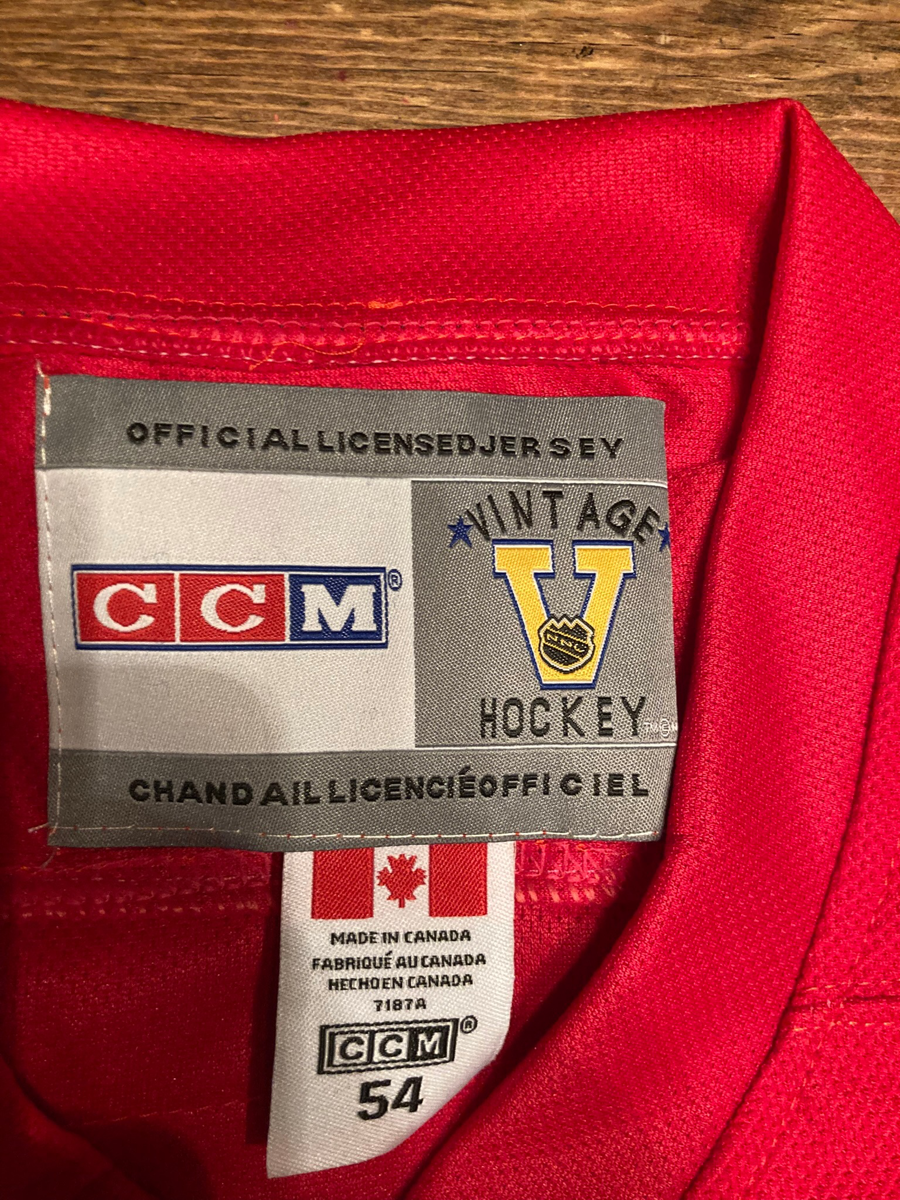 OFFICIAL LICENSED JERSEY
CCM®
VINTAGE
V
HOCKEY
CHANDAIL LICENCIÉ OFFICIEL
MADE IN CANADA
FABRIQUÉ AU CANADA
HECHO EN CANADA
7187A
CCM®
54